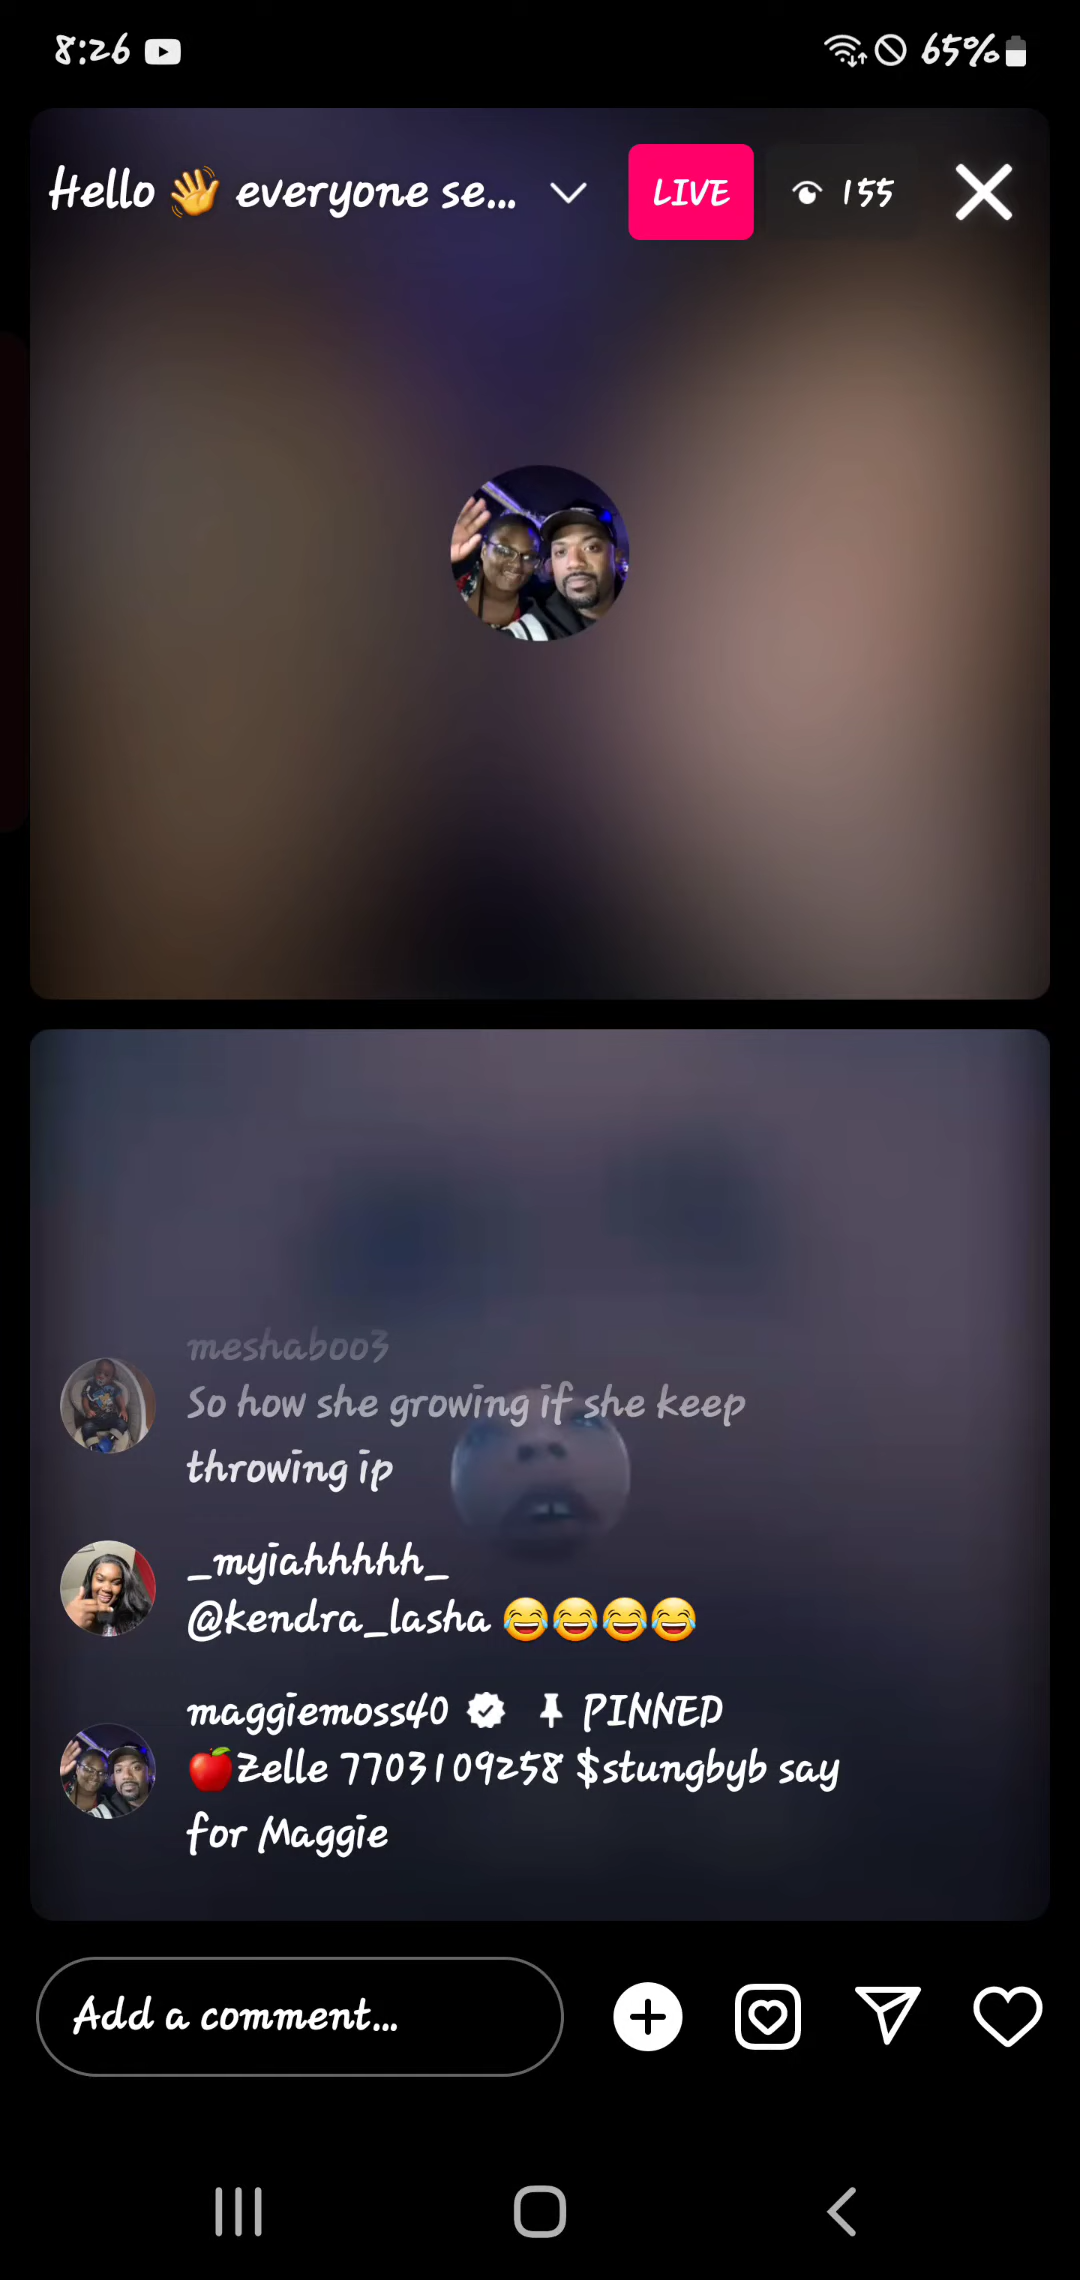 8:26 65%
Hello 👋 everyone se... LIVE 155
meshaboo3
So how she growing if she keep
throwing ip
_myiahhhhh_
@kendra_lasha 😂😂😂😂
maggiemoss40 PINNED
🍎Zelle 7703109258 $stungbyb say
for Maggie
Add a comment...